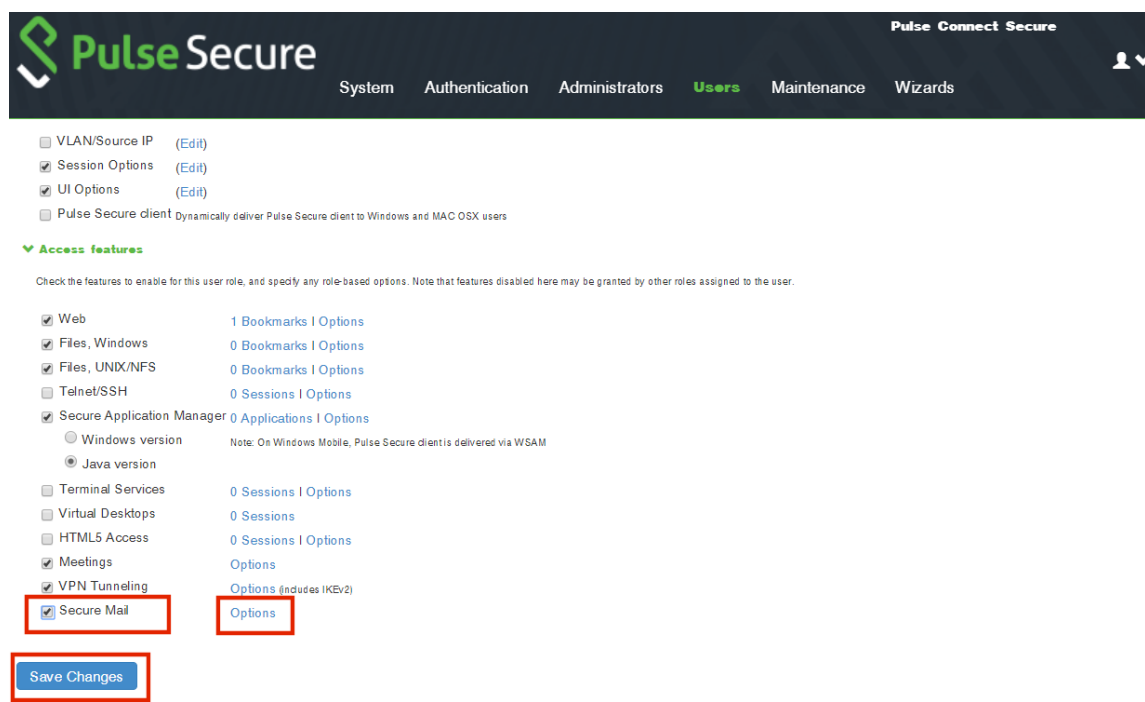 Pulse Connect Secure
Pulse Secure
System Authentication Administrators Users Maintenance Wizards
VLAN/Source IP (Edit)
Session Options (Edit)
UI Options (Edit)
Pulse Secure client Dynamically deliver Pulse Secure client to Windows and MAC OSX users
Access features
Check the features to enable for this user role, and specify any role-based options. Note that features disabled here may be granted by other roles assigned to the user.
Web 1 Bookmarks | Options
Files, Windows 0 Bookmarks | Options
Files, UNIX/NFS 0 Bookmarks | Options
Telnet/SSH 0 Sessions | Options
Secure Application Manager 0 Applications | Options
Windows version Note: On Windows Mobile, Pulse Secure client is delivered via WSAM
Java version
Terminal Services 0 Sessions | Options
Virtual Desktops 0 Sessions
HTML5 Access 0 Sessions | Options
Meetings Options
VPN Tunneling Options (includes IKEv2)
Secure Mail Options
Save Changes